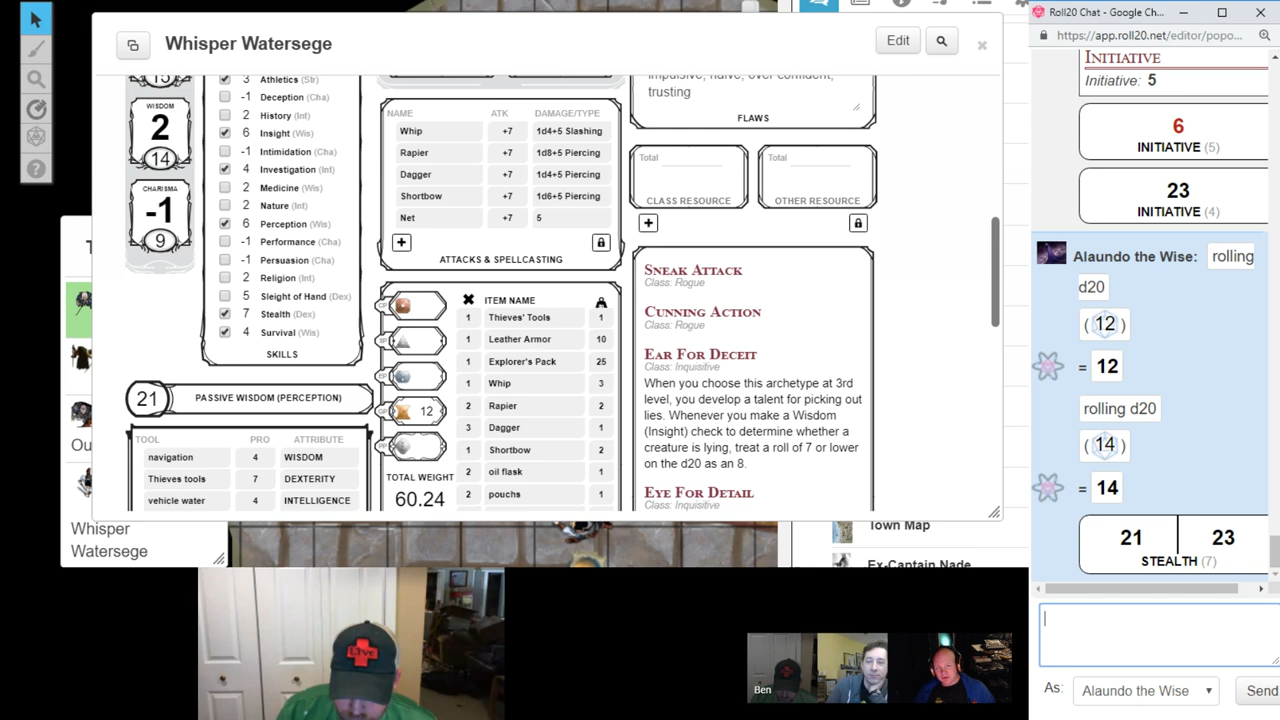 Whisper Watersege
Edit
WISDOM
2
14
CHARISMA
-1
9
3 Athletics (Str)
-1 Deception (Cha)
2 History (Int)
6 Insight (Wis)
-1 Intimidation (Cha)
4 Investigation (Int)
2 Medicine (Wis)
2 Nature (Int)
6 Perception (Wis)
-1 Performance (Cha)
-1 Persuasion (Cha)
2 Religion (Int)
5 Sleight of Hand (Dex)
7 Stealth (Dex)
4 Survival (Wis)
SKILLS
21 PASSIVE WISDOM (PERCEPTION)
TOOL PRO ATTRIBUTE
navigation 4 WISDOM
Thieves tools 7 DEXTERITY
vehicle water 4 INTELLIGENCE
NAME ATK DAMAGE/TYPE
Whip +7 1d4+5 Slashing
Rapier +7 1d8+5 Piercing
Dagger +7 1d4+5 Piercing
Shortbow +7 1d6+5 Piercing
Net +7 5
ATTACKS & SPELLCASTING
CP
EP
GP 12
PP
TOTAL WEIGHT
60.24
ITEM NAME
1 Thieves' Tools 1
1 Leather Armor 10
1 Explorer's Pack 25
1 Whip 3
2 Rapier 2
3 Dagger 1
1 Shortbow 2
2 oil flask 1
2 pouchs 1
impulsive, naive, over confident,
trusting
FLAWS
Total
CLASS RESOURCE
Total
OTHER RESOURCE
SNEAK ATTACK
Class: Rogue
CUNNING ACTION
Class: Rogue
EAR FOR DECEIT
Class: Inquisitive
When you choose this archetype at 3rd
level, you develop a talent for picking out
lies. Whenever you make a Wisdom
(Insight) check to determine whether a
creature is lying, treat a roll of 7 or lower
on the d20 as an 8.
EYE FOR DETAIL
Class: Inquisitive
Whisper
Watersege
Town Map
Ex-Captain Nade
Live
Ben
Roll20 Chat - Google Ch...
https://app.roll20.net/editor/popo
INITIATIVE
Initiative: 5
6
INITIATIVE (5)
23
INITIATIVE (4)
Alaundo the Wise: rolling
d20
(12)
= 12
rolling d20
(14)
= 14
21 23
STEALTH (7)
As: Alaundo the Wise
Send